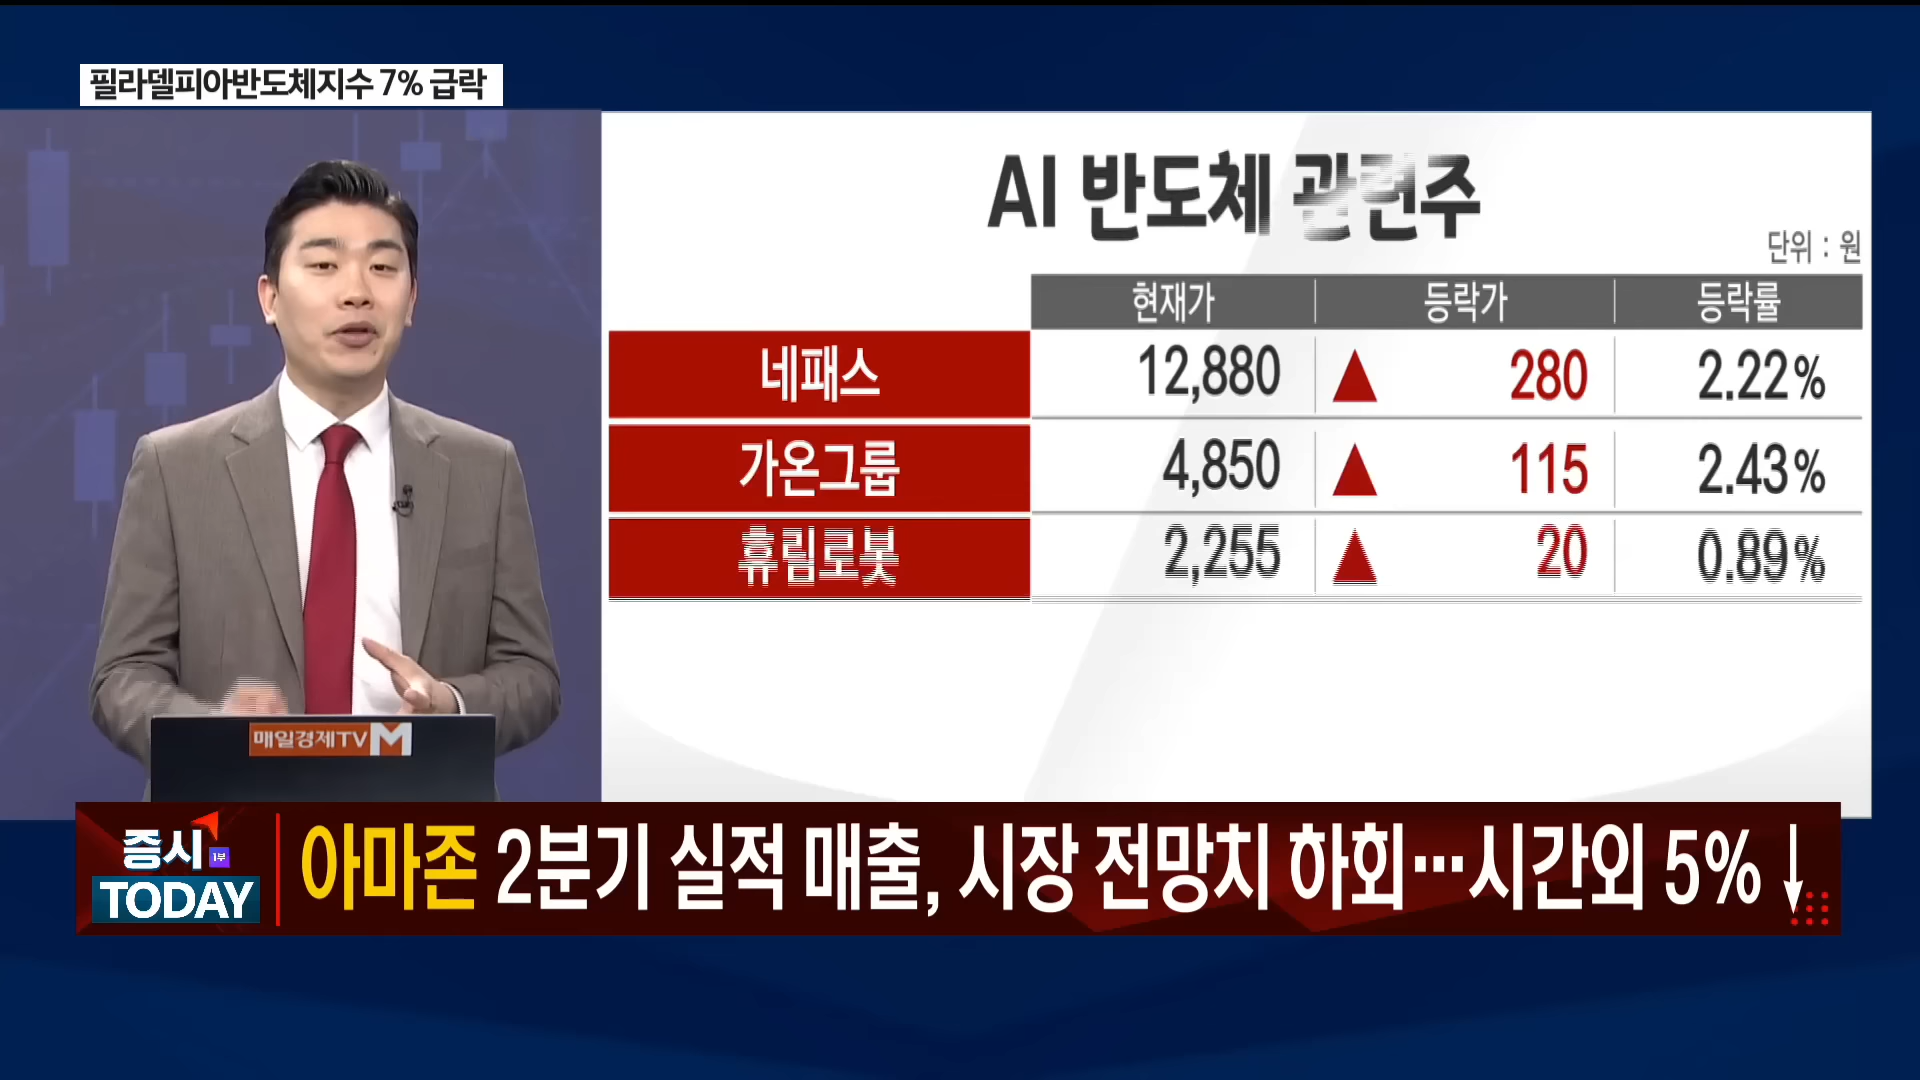 필라델피아반도체지수 7% 급락
AI 반도체 관련주
단위 : 원
현재가 등락가 등락률
네패스 12,880 ▲ 280 2.22%
가온그룹 4,850 ▲ 115 2.43%
휴림로봇 2,255 ▲ 20 0.89%
매일경제TV M
증시 1부
TODAY
아마존 2분기 실적 매출, 시장 전망치 하회…시간외 5%↓